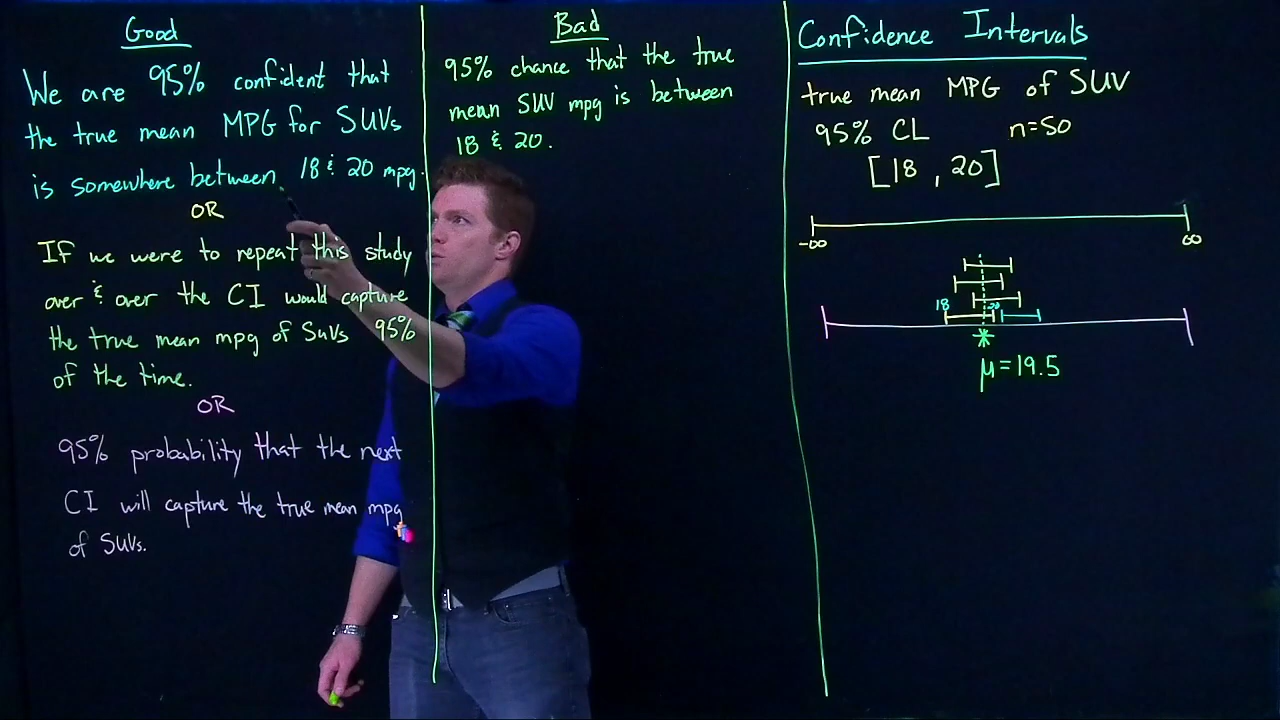 Good
We are 95% confident that
the true mean MPG for SUVs
is somewhere between 18 & 20 mpg.
OR
If we were to repeat this study
over & over the CI would capture
the true mean mpg of SUVs 95%
of the time.
OR
95% probability that the next
CI will capture the true mean mpg
of SUVs.
Bad
95% chance that the true
mean SUV mpg is between
18 & 20.
Confidence Intervals
true mean MPG of SUV
95% CL n=50
[18, 20]
-∞ ∞
18 20
μ=19.5